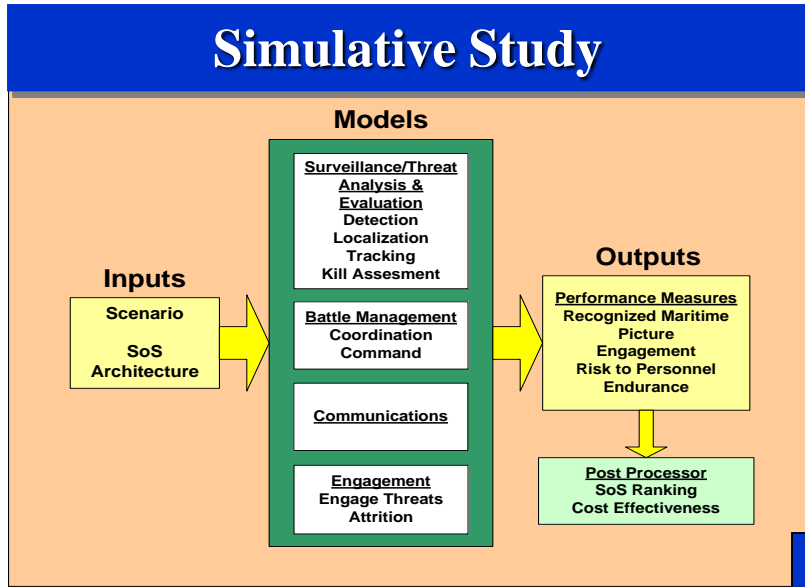 Simulative Study
Models
Surveillance/Threat
Analysis &
Evaluation
Detection
Localization
Tracking
Kill Assesment
Inputs
Scenario
SoS
Architecture
Battle Management
Coordination
Command
Communications
Engagement
Engage Threats
Attrition
Outputs
Performance Measures
Recognized Maritime
Picture
Engagement
Risk to Personnel
Endurance
Post Processor
SoS Ranking
Cost Effectiveness